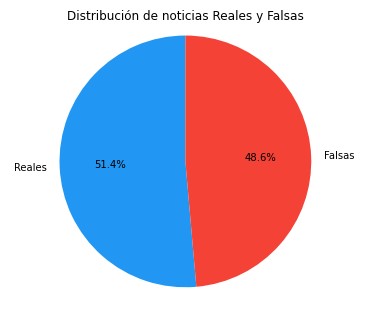 Distribución de noticias Reales y Falsas
Reales
51.4%
48.6%
Falsas